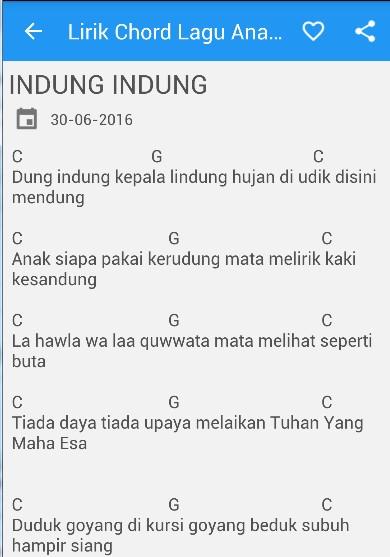 Lirik Chord Lagu Ana...
INDUNG INDUNG
30-06-2016
C G C
Dung indung kepala lindung hujan di udik disini
mendung
C G C
Anak siapa pakai kerudung mata melirik kaki
kesandung
C G C
La hawla wa laa quwwata mata melihat seperti
buta
C G C
Tiada daya tiada upaya melaikan Tuhan Yang
Maha Esa
C G C
Duduk goyang di kursi goyang beduk subuh
hampir siang